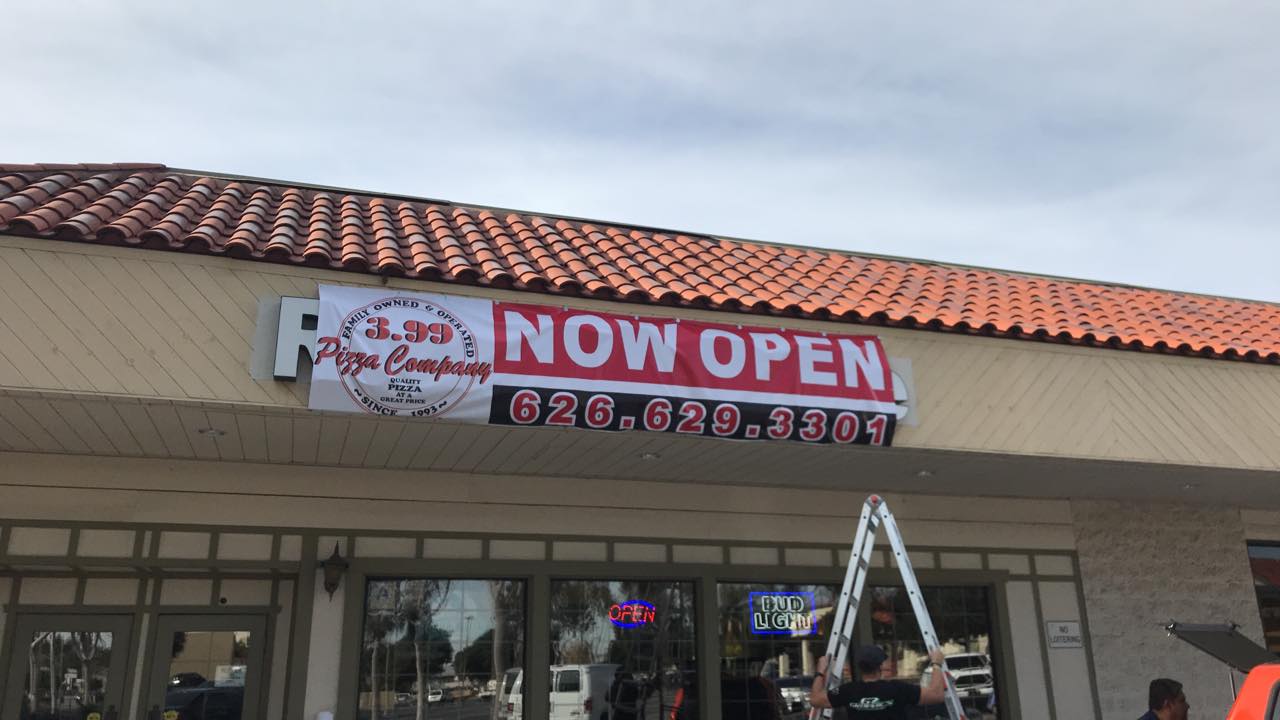 R
FAMILY OWNED & OPERATED
3.99
Pizza Company
QUALITY
PIZZA
AT A
GREAT PRICE
~ SINCE 1993 ~
NOW OPEN
626.629.3301
OPEN
BUD
LIGHT
NO
LOITERING